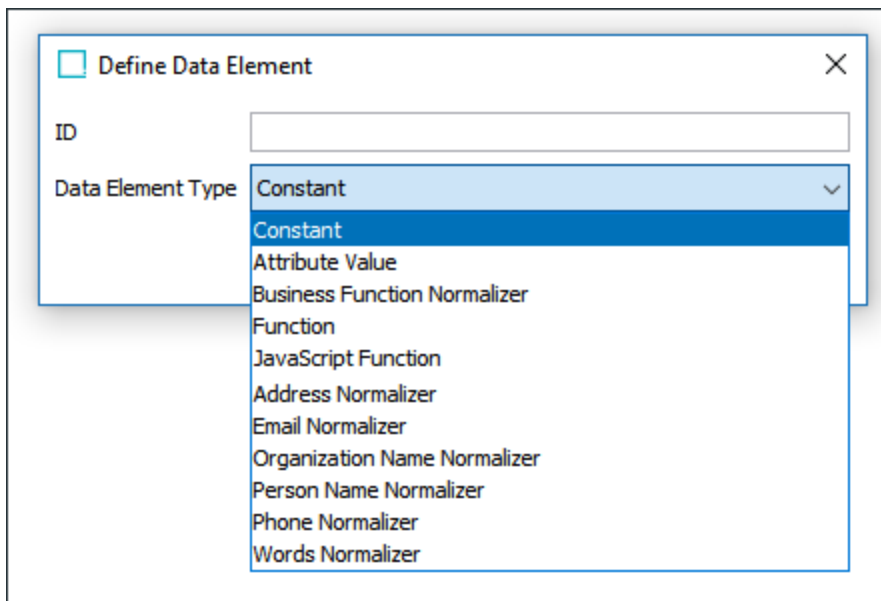 Define Data Element
ID
Data Element Type Constant
Constant
Attribute Value
Business Function Normalizer
Function
JavaScript Function
Address Normalizer
Email Normalizer
Organization Name Normalizer
Person Name Normalizer
Phone Normalizer
Words Normalizer